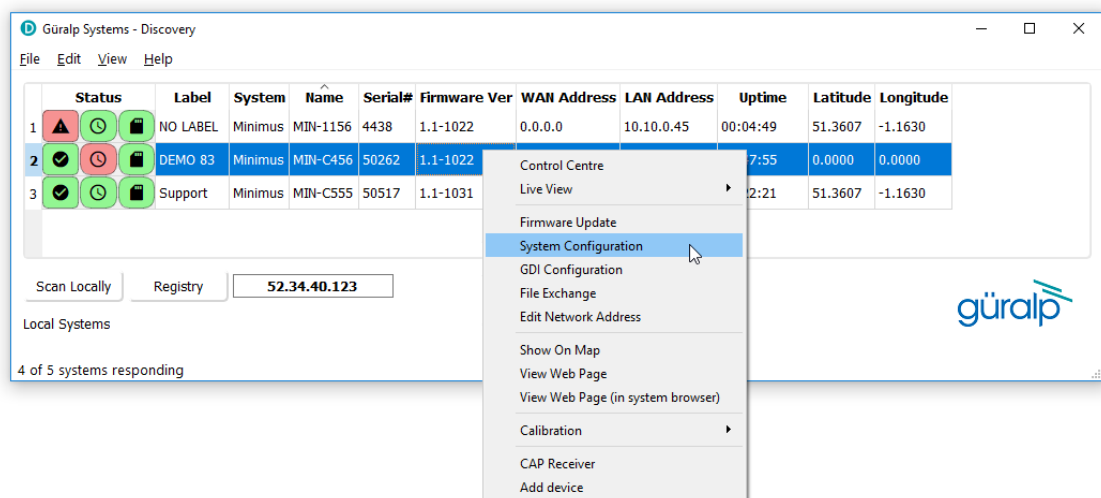 Güralp Systems - Discovery
File Edit View Help
Status Label System Name Serial# Firmware Ver WAN Address LAN Address Uptime Latitude Longitude
1 NO LABEL Minimus MIN-1156 4438 1.1-1022 0.0.0.0 10.10.0.45 00:04:49 51.3607 -1.1630
2 DEMO 83 Minimus MIN-C456 50262 1.1-1022 7:55 0.0000 0.0000
3 Support Minimus MIN-C555 50517 1.1-1031 2:21 51.3607 -1.1630
Control Centre
Live View
Firmware Update
System Configuration
GDI Configuration
File Exchange
Edit Network Address
Show On Map
View Web Page
View Web Page (in system browser)
Calibration
CAP Receiver
Add device
Scan Locally Registry 52.34.40.123
güralp
Local Systems
4 of 5 systems responding